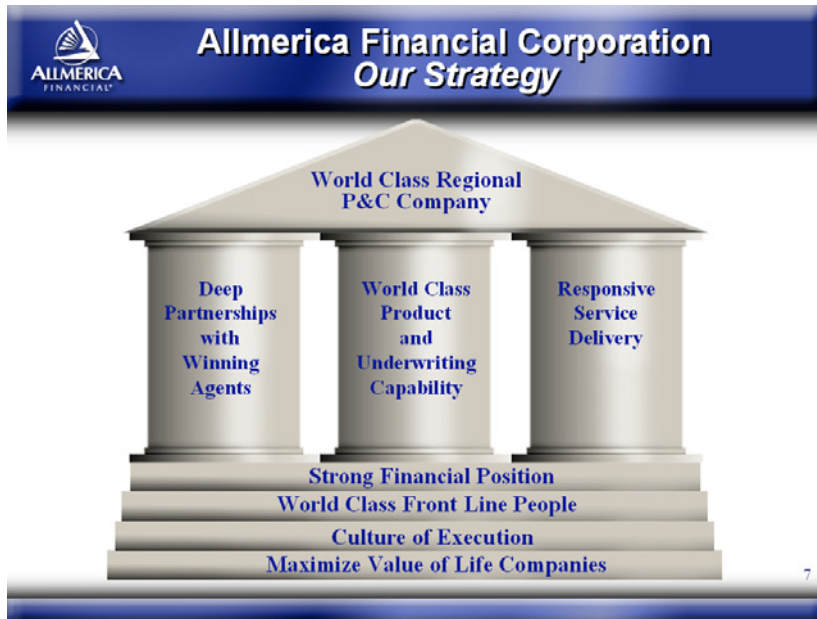 Allmerica Financial Corporation
Our Strategy
ALLMERICA
FINANCIAL®
World Class Regional
P&C Company
Deep
Partnerships
with
Winning
Agents
World Class
Product
and
Underwriting
Capability
Responsive
Service
Delivery
Strong Financial Position
World Class Front Line People
Culture of Execution
Maximize Value of Life Companies
7